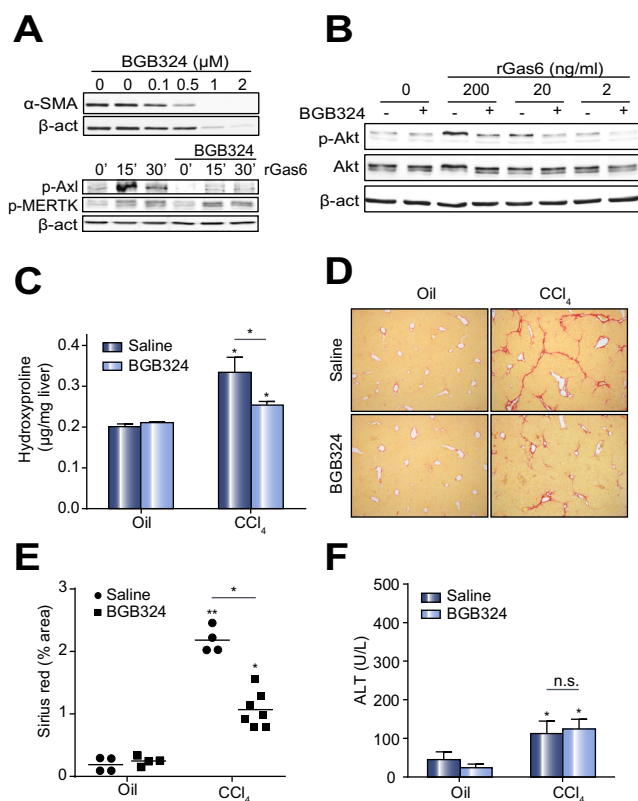 A
BGB324 (µM)
0 0 0.1 0.5 1 2
α-SMA
β-act
BGB324
0' 15' 30' 0' 15' 30' rGas6
p-Axl
p-MERTK
β-act
B
rGas6 (ng/ml)
0 200 20 2
BGB324 - + - + - + - +
p-Akt
Akt
β-act
C
Hydroxyproline
(µg/mg liver)
0.4
0.3
0.2
0.1
0.0
Saline
BGB324
*
*
*
Oil CCl4
D
Oil CCl4
Saline
BGB324
E
Sirius red (% area)
3
2
1
0
Saline
BGB324
*
**
*
Oil CCl4
F
ALT (U/L)
500
400
300
200
100
0
Saline
BGB324
n.s.
* *
Oil CCl4